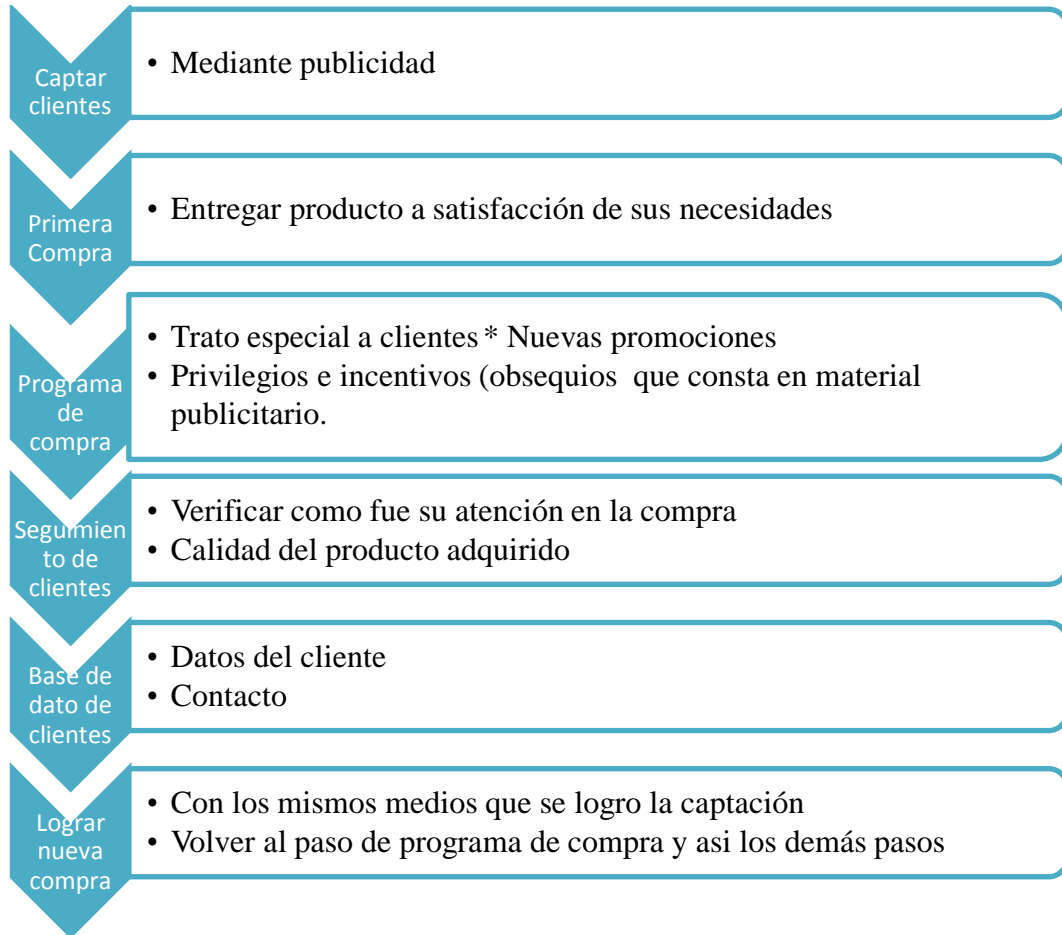 Captar
clientes
• Mediante publicidad
Primera
Compra
• Entregar producto a satisfacción de sus necesidades
Programa
de
compra
• Trato especial a clientes * Nuevas promociones
• Privilegios e incentivos (obsequios  que consta en material
publicitario.
Seguimien
to de
clientes
• Verificar como fue su atención en la compra
• Calidad del producto adquirido
Base de
dato de
clientes
• Datos del cliente
• Contacto
Lograr
nueva
compra
• Con los mismos medios que se logro la captación
• Volver al paso de programa de compra y asi los demás pasos